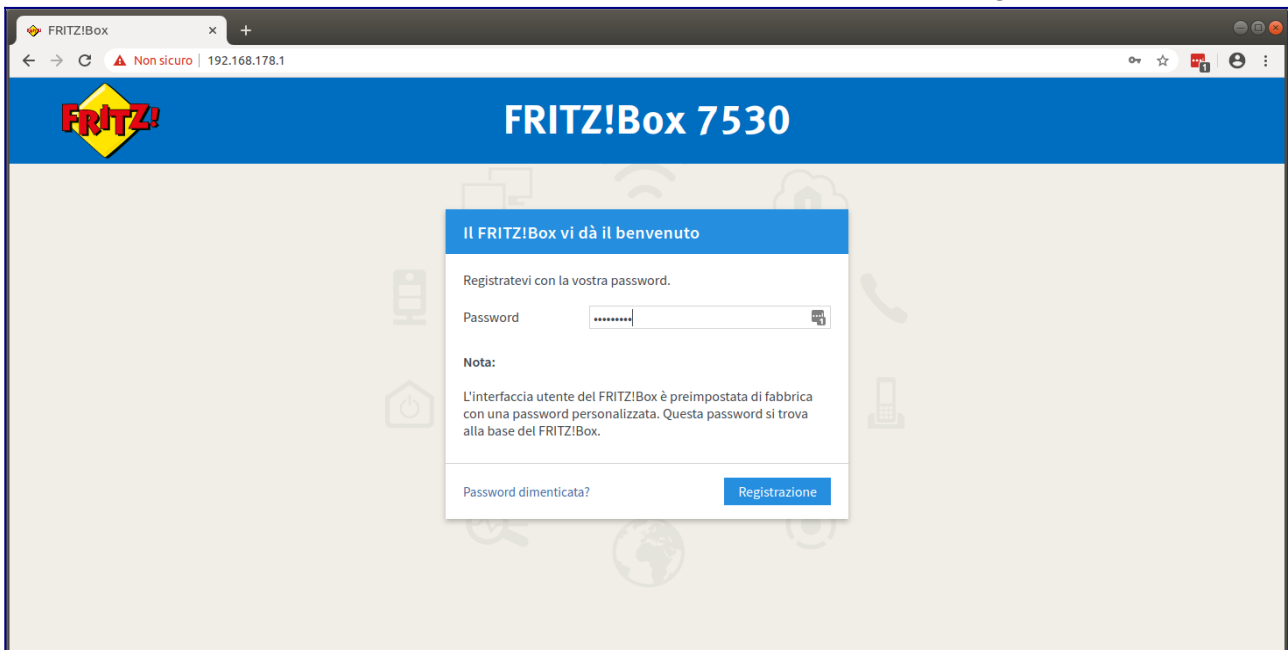 FRITZ!Box
Non sicuro 192.168.178.1
1
FRITZ!
FRITZ!Box 7530
Il FRITZ!Box vi dà il benvenuto
Registratevi con la vostra password.
Password •••••••••
1
Nota:
L'interfaccia utente del FRITZ!Box è preimpostata di fabbrica
con una password personalizzata. Questa password si trova
alla base del FRITZ!Box.
Password dimenticata? Registrazione